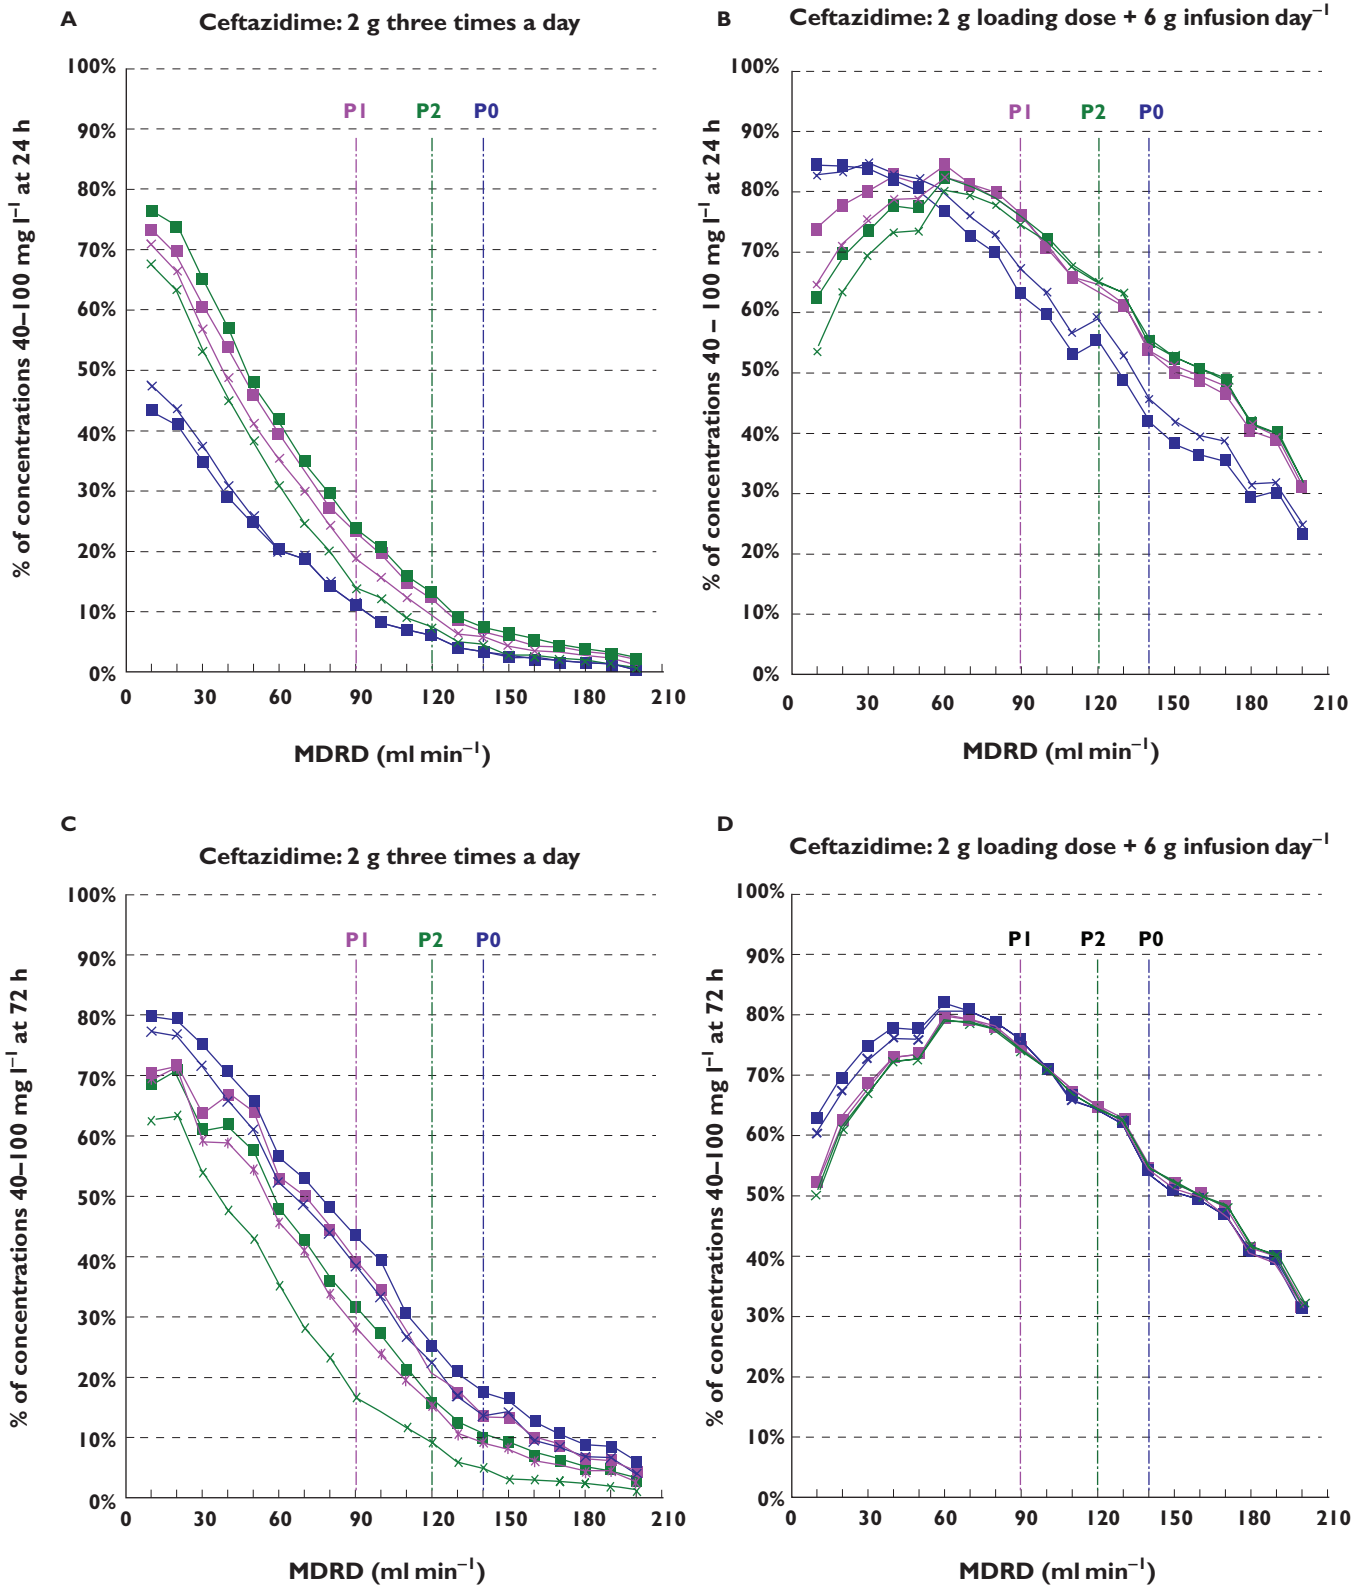 A
Ceftazidime: 2 g three times a day
% of concentrations 40–100 mg l⁻¹ at 24 h
100%
90%
80%
70%
60%
50%
40%
30%
20%
10%
0%
P1
P2
P0
0 30 60 90 120 150 180 210
MDRD (ml min⁻¹)
B
Ceftazidime: 2 g loading dose + 6 g infusion day⁻¹
% of concentrations 40 – 100 mg l⁻¹ at 24 h
100%
90%
80%
70%
60%
50%
40%
30%
20%
10%
0%
P1
P2
P0
0 30 60 90 120 150 180 210
MDRD (ml min⁻¹)
C
Ceftazidime: 2 g three times a day
% of concentrations 40–100 mg l⁻¹ at 72 h
100%
90%
80%
70%
60%
50%
40%
30%
20%
10%
0%
P1
P2
P0
0 30 60 90 120 150 180 210
MDRD (ml min⁻¹)
D
Ceftazidime: 2 g loading dose + 6 g infusion day⁻¹
% of concentrations 40–100 mg l⁻¹ at 72 h
100%
90%
80%
70%
60%
50%
40%
30%
20%
10%
0%
P1
P2
P0
0 30 60 90 120 150 180 210
MDRD (ml min⁻¹)